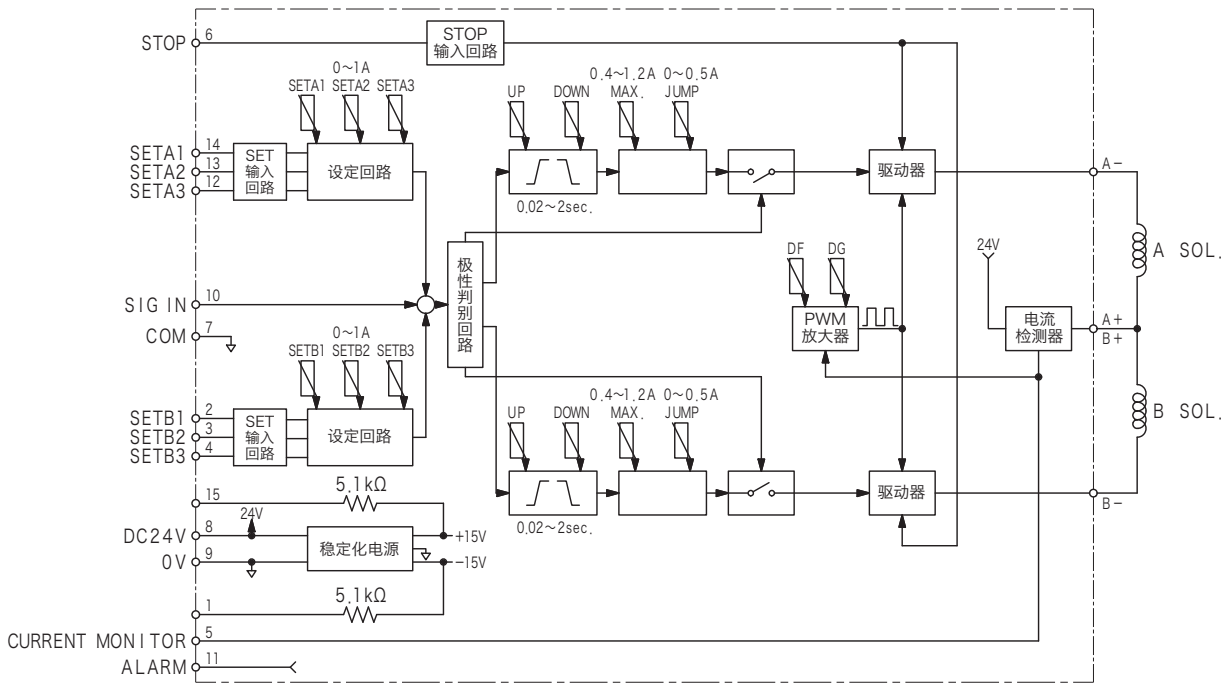 STOP 6
STOP
输入回路
0~1A
SETA1 SETA2 SETA3
UP DOWN
0.4~1.2A 0~0.5A
MAX. JUMP
SETA1 14
SETA2 13
SETA3 12
SET
输入
回路
设定回路
0.02~2sec.
驱动器
A-
A SOL.
极性判别回路
SIG IN 10
COM 7
DF DG
PWM
放大器
24V
电流
检测器
A+
B+
0~1A
SETB1 SETB2 SETB3
UP DOWN
0.4~1.2A 0~0.5A
MAX. JUMP
SETB1 2
SETB2 3
SETB3 4
SET
输入
回路
设定回路
0.02~2sec.
驱动器
B SOL.
B-
15
5.1kΩ
24V
DC24V 8
0V 9
稳定化电源
+15V
-15V
1
5.1kΩ
CURRENT MONITOR 5
ALARM 11